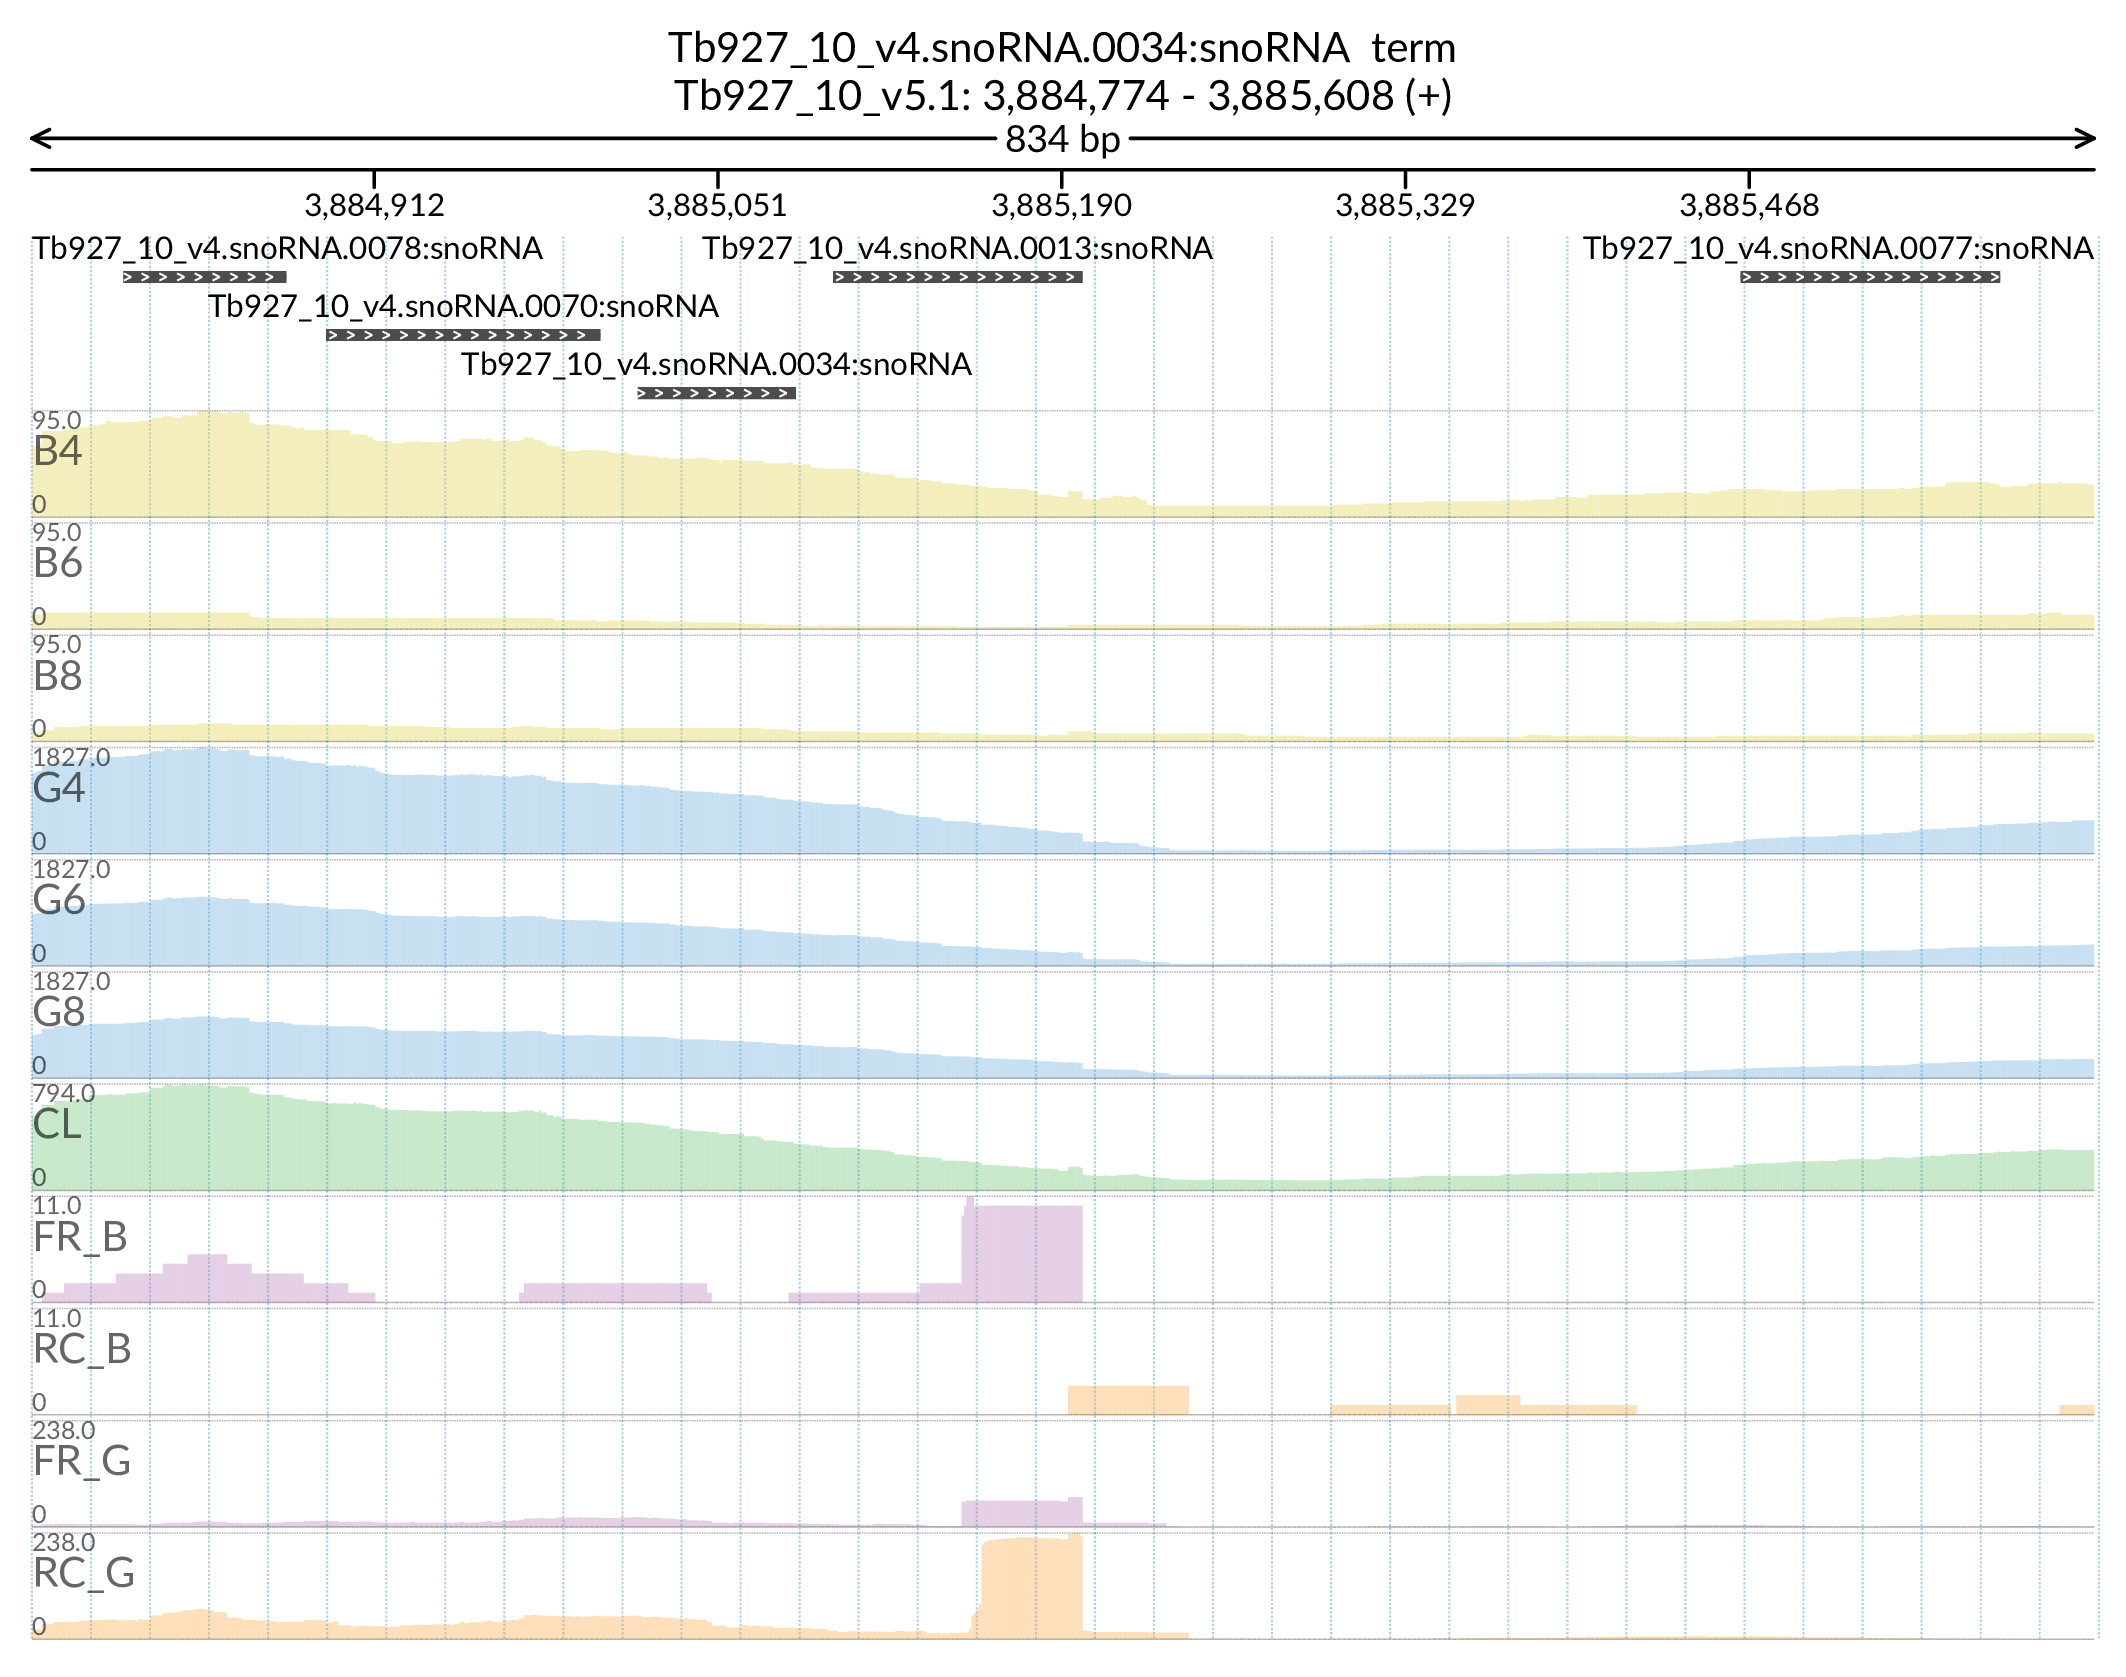 Tb927_10_v4.snoRNA.0034:snoRNA term
Tb927_10_v5.1: 3,884,774 - 3,885,608 (+)
834 bp
3,884,912 3,885,051 3,885,190 3,885,329 3,885,468
Tb927_10_v4.snoRNA.0078:snoRNA Tb927_10_v4.snoRNA.0013:snoRNA Tb927_10_v4.snoRNA.0077:snoRNA
Tb927_10_v4.snoRNA.0070:snoRNA
Tb927_10_v4.snoRNA.0034:snoRNA
95.0
B4
0
95.0
B6
0
95.0
B8
0
1827.0
G4
0
1827.0
G6
0
1827.0
G8
0
794.0
CL
0
11.0
FR_B
0
11.0
RC_B
0
238.0
FR_G
0
238.0
RC_G
0